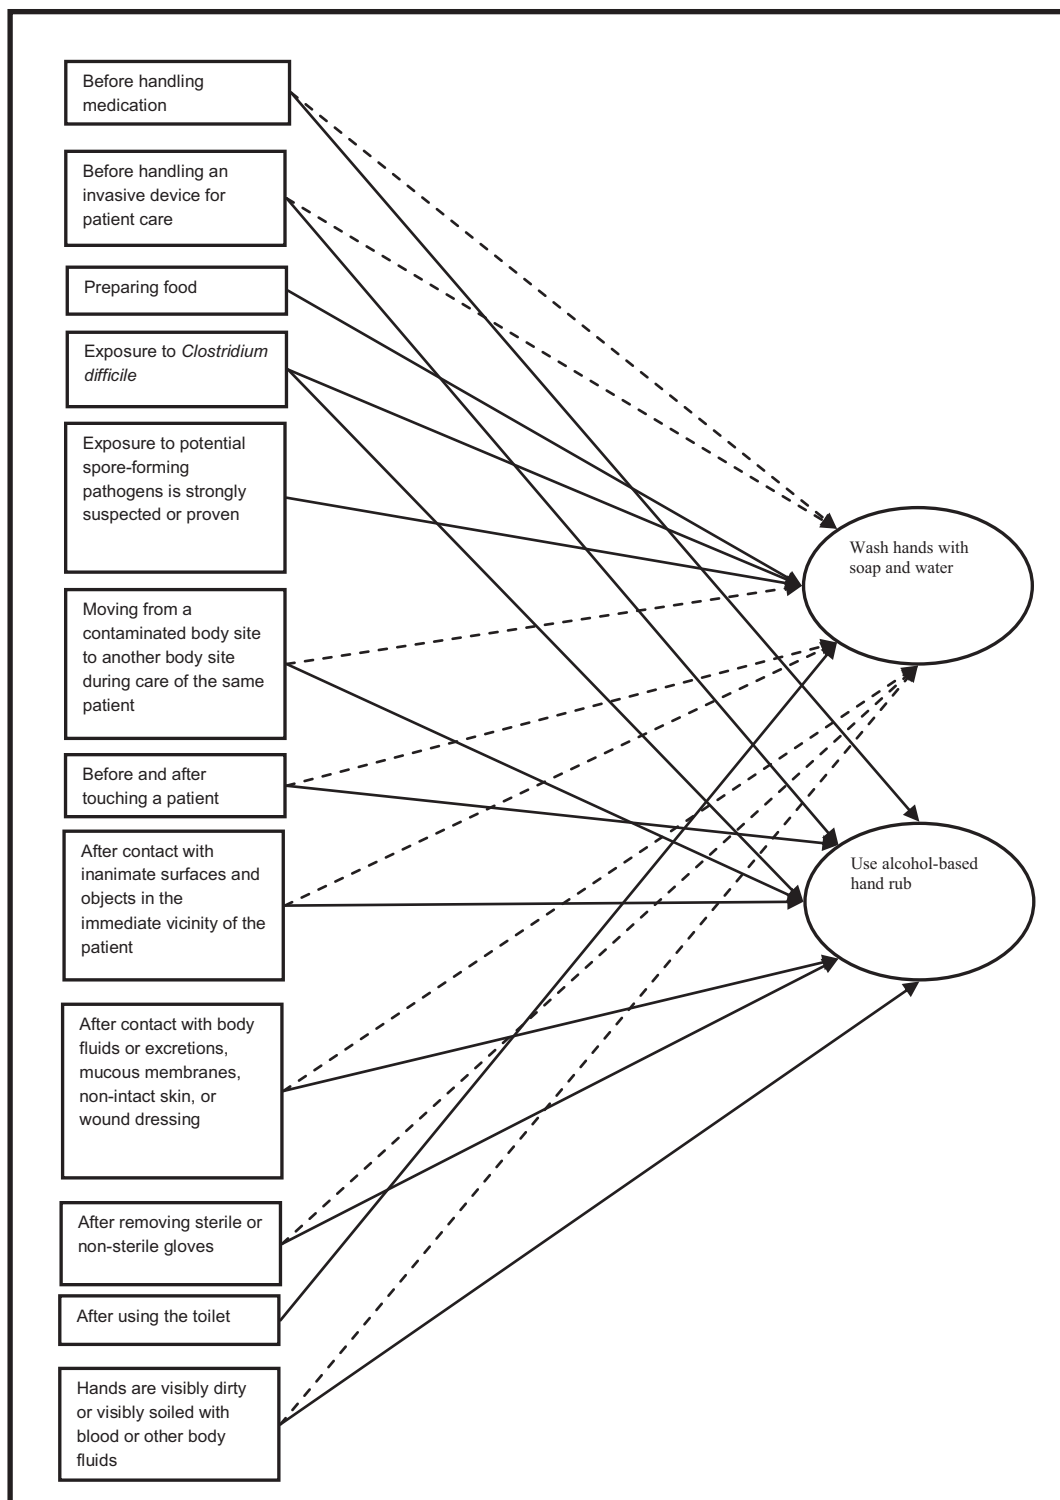 Before handling
medication
Before handling an
invasive device for
patient care
Preparing food
Exposure to Clostridium
difficile
Exposure to potential
spore-forming
pathogens is strongly
suspected or proven
Wash hands with
soap and water
Moving from a
contaminated body site
to another body site
during care of the same
patient
Before and after
touching a patient
After contact with
inanimate surfaces and
objects in the
immediate vicinity of the
patient
Use alcohol-based
hand rub
After contact with body
fluids or excretions,
mucous membranes,
non-intact skin, or
wound dressing
After removing sterile or
non-sterile gloves
After using the toilet
Hands are visibly dirty
or visibly soiled with
blood or other body
fluids